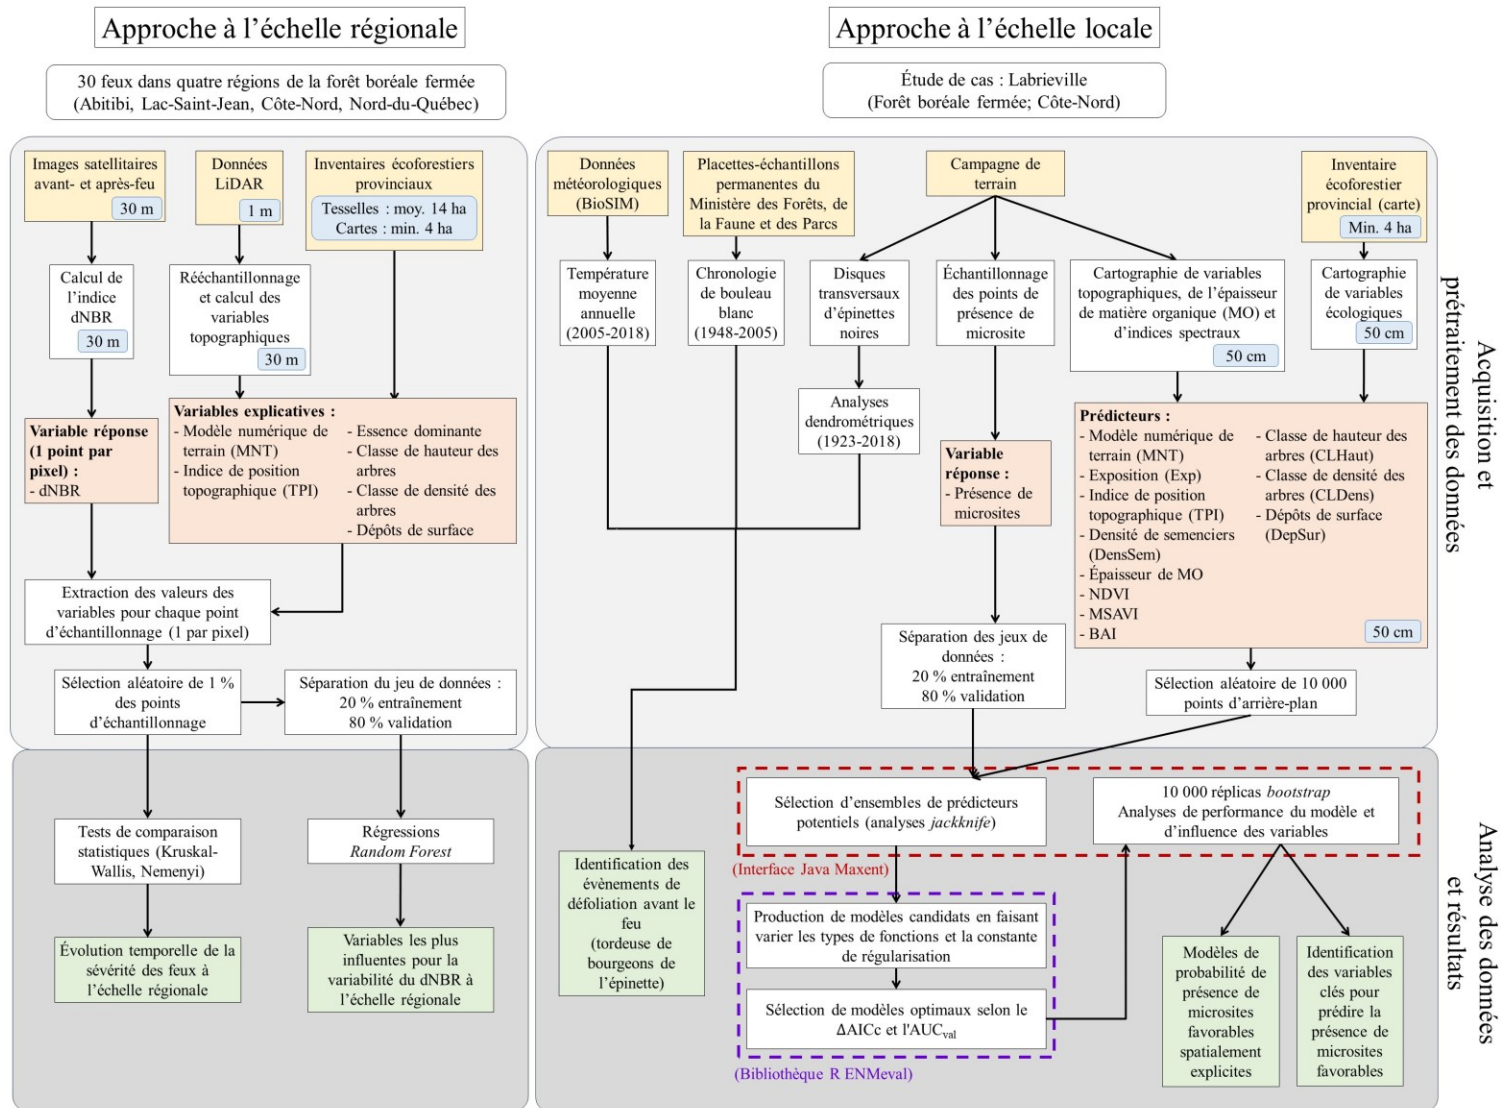 Approche à l’échelle régionale
30 feux dans quatre régions de la forêt boréale fermée
(Abitibi, Lac-Saint-Jean, Côte-Nord, Nord-du-Québec)
Images satellitaires
avant- et après-feu
30 m
Données
LiDAR
1 m
Inventaires écoforestiers
provinciaux
Tesselles : moy. 14 ha
Cartes : min. 4 ha
Calcul de
l’indice
dNBR
30 m
Rééchantillonnage
et calcul des
variables
topographiques
30 m
Variable réponse
(1 point par
pixel) :
- dNBR
Variables explicatives :
- Modèle numérique de
terrain (MNT)
- Indice de position
topographique (TPI)
- Essence dominante
- Classe de hauteur des
arbres
- Classe de densité des
arbres
- Dépôts de surface
Extraction des valeurs des
variables pour chaque point
d’échantillonnage (1 par pixel)
Sélection aléatoire de 1 %
des points
d’échantillonnage
Séparation du jeu de données :
20 % entraînement
80 % validation
Tests de comparaison
statistiques (Kruskal-
Wallis, Nemenyi)
Régressions
Random Forest
Évolution temporelle de la
sévérité des feux à
l’échelle régionale
Variables les plus
influentes pour la
variabilité du dNBR à
l’échelle régionale
Approche à l’échelle locale
Étude de cas : Labrieville
(Forêt boréale fermée; Côte-Nord)
Données
météorologiques
(BioSIM)
Placettes-échantillons
permanentes du
Ministère des Forêts, de
la Faune et des Parcs
Campagne de
terrain
Inventaire
écoforestier
provincial (carte)
Min. 4 ha
Température
moyenne
annuelle
(2005-2018)
Chronologie
de bouleau
blanc
(1948-2005)
Disques
transversaux
d’épinettes
noires
Échantillonnage
des points de
présence de
microsite
Cartographie de variables
topographiques, de l’épaisseur
de matière organique (MO) et
d’indices spectraux
50 cm
Cartographie
de variables
écologiques
50 cm
Analyses
dendrométriques
(1923-2018)
Variable
réponse :
- Présence de
microsites
Prédicteurs :
- Modèle numérique de
terrain (MNT)
- Exposition (Exp)
- Indice de position
topographique (TPI)
- Densité de semenciers
(DensSem)
- Épaisseur de MO
- NDVI
- MSAVI
- BAI
- Classe de hauteur des
arbres (CLHaut)
- Classe de densité des
arbres (CLDens)
- Dépôts de surface
(DepSur)
50 cm
Séparation des jeux de
données :
20 % entraînement
80 % validation
Sélection aléatoire de 10 000
points d’arrière-plan
Sélection d’ensembles de prédicteurs
potentiels (analyses jackknife)
10 000 réplicas bootstrap
Analyses de performance du modèle et
d’influence des variables
(Interface Java Maxent)
Identification des
évènements de
défoliation avant le
feu
(tordeuse de
bourgeons de
l’épinette)
Production de modèles candidats en faisant
varier les types de fonctions et la constante
de régularisation
Sélection de modèles optimaux selon le
ΔAICc et l'AUCval
(Bibliothèque R ENMeval)
Modèles de
probabilité de
présence de
microsites
favorables
spatialement
explicites
Identification
des variables
clés pour
prédire la
présence de
microsites
favorables
Acquisition et
prétraitement des données
Analyse des données
et résultats